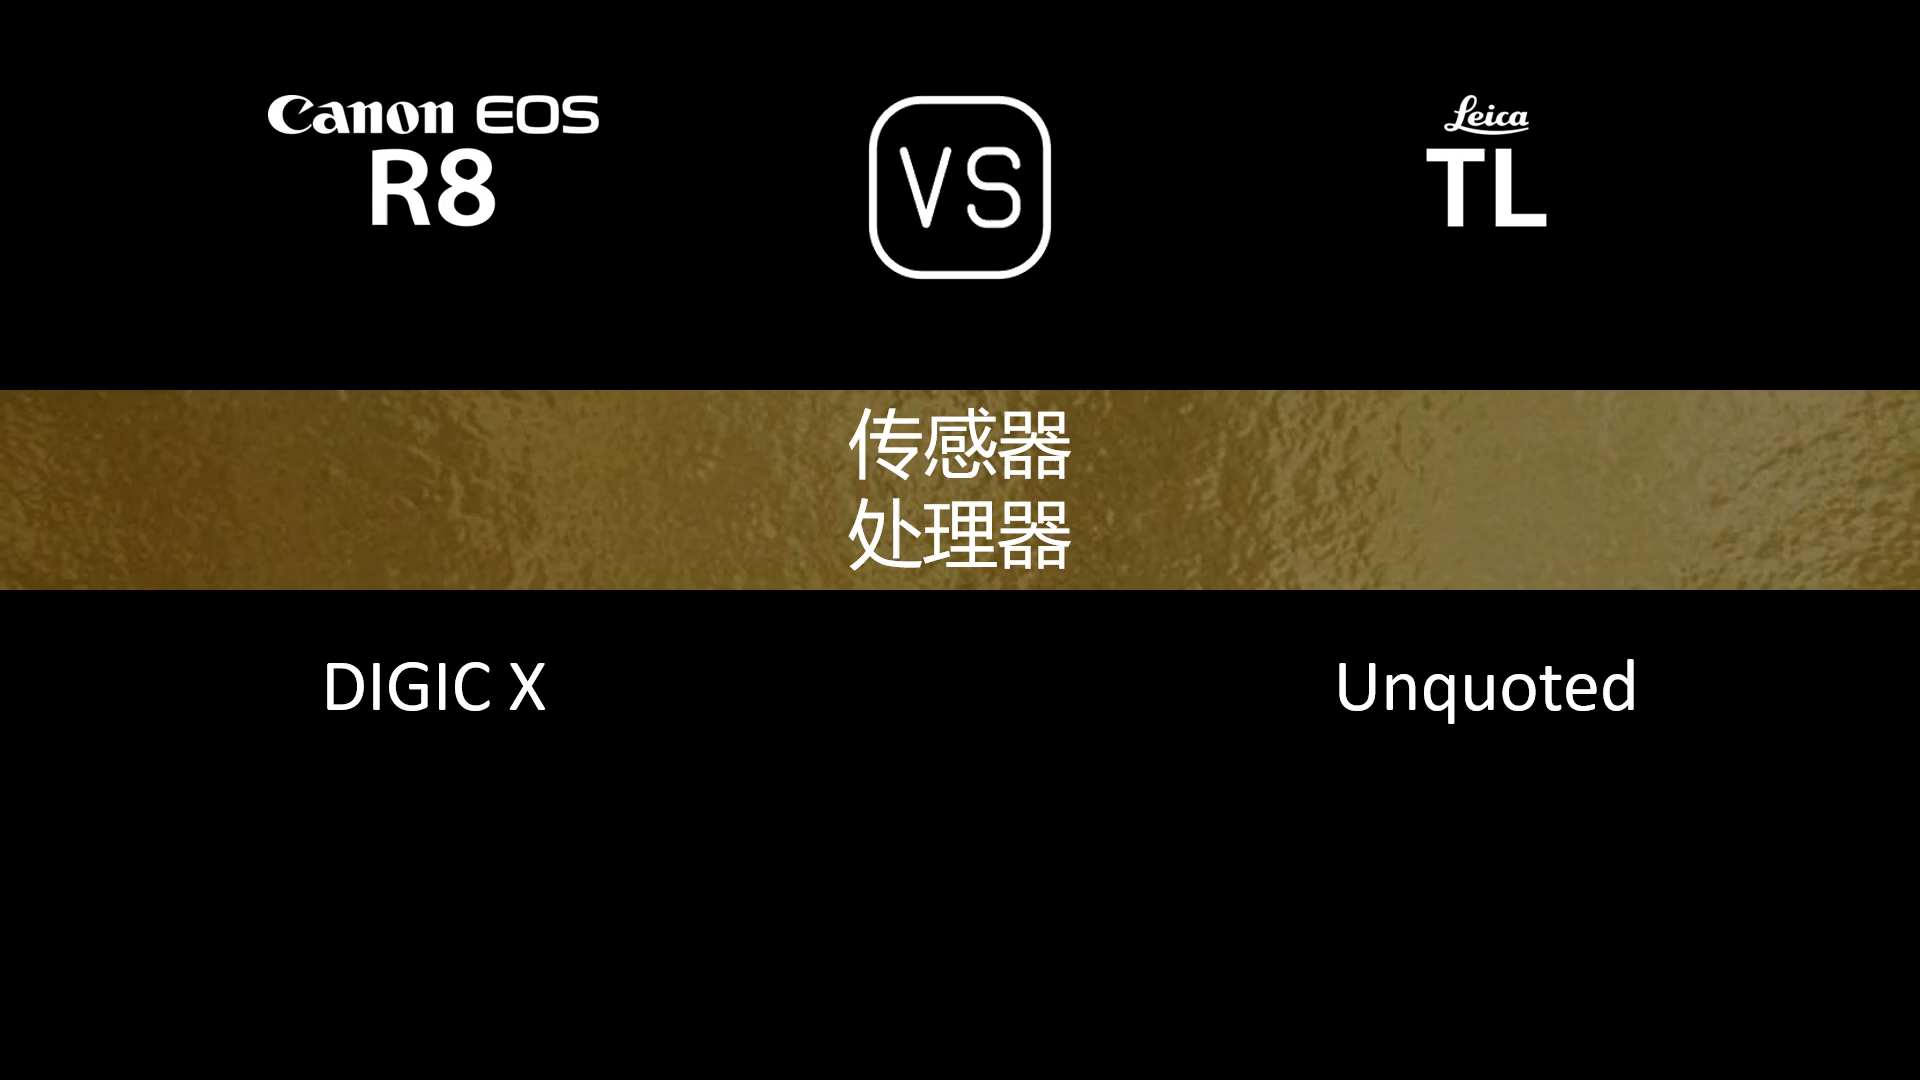 Canon EOS
R8
VS
Leica
TL
传感器
处理器
DIGIC X
Unquoted